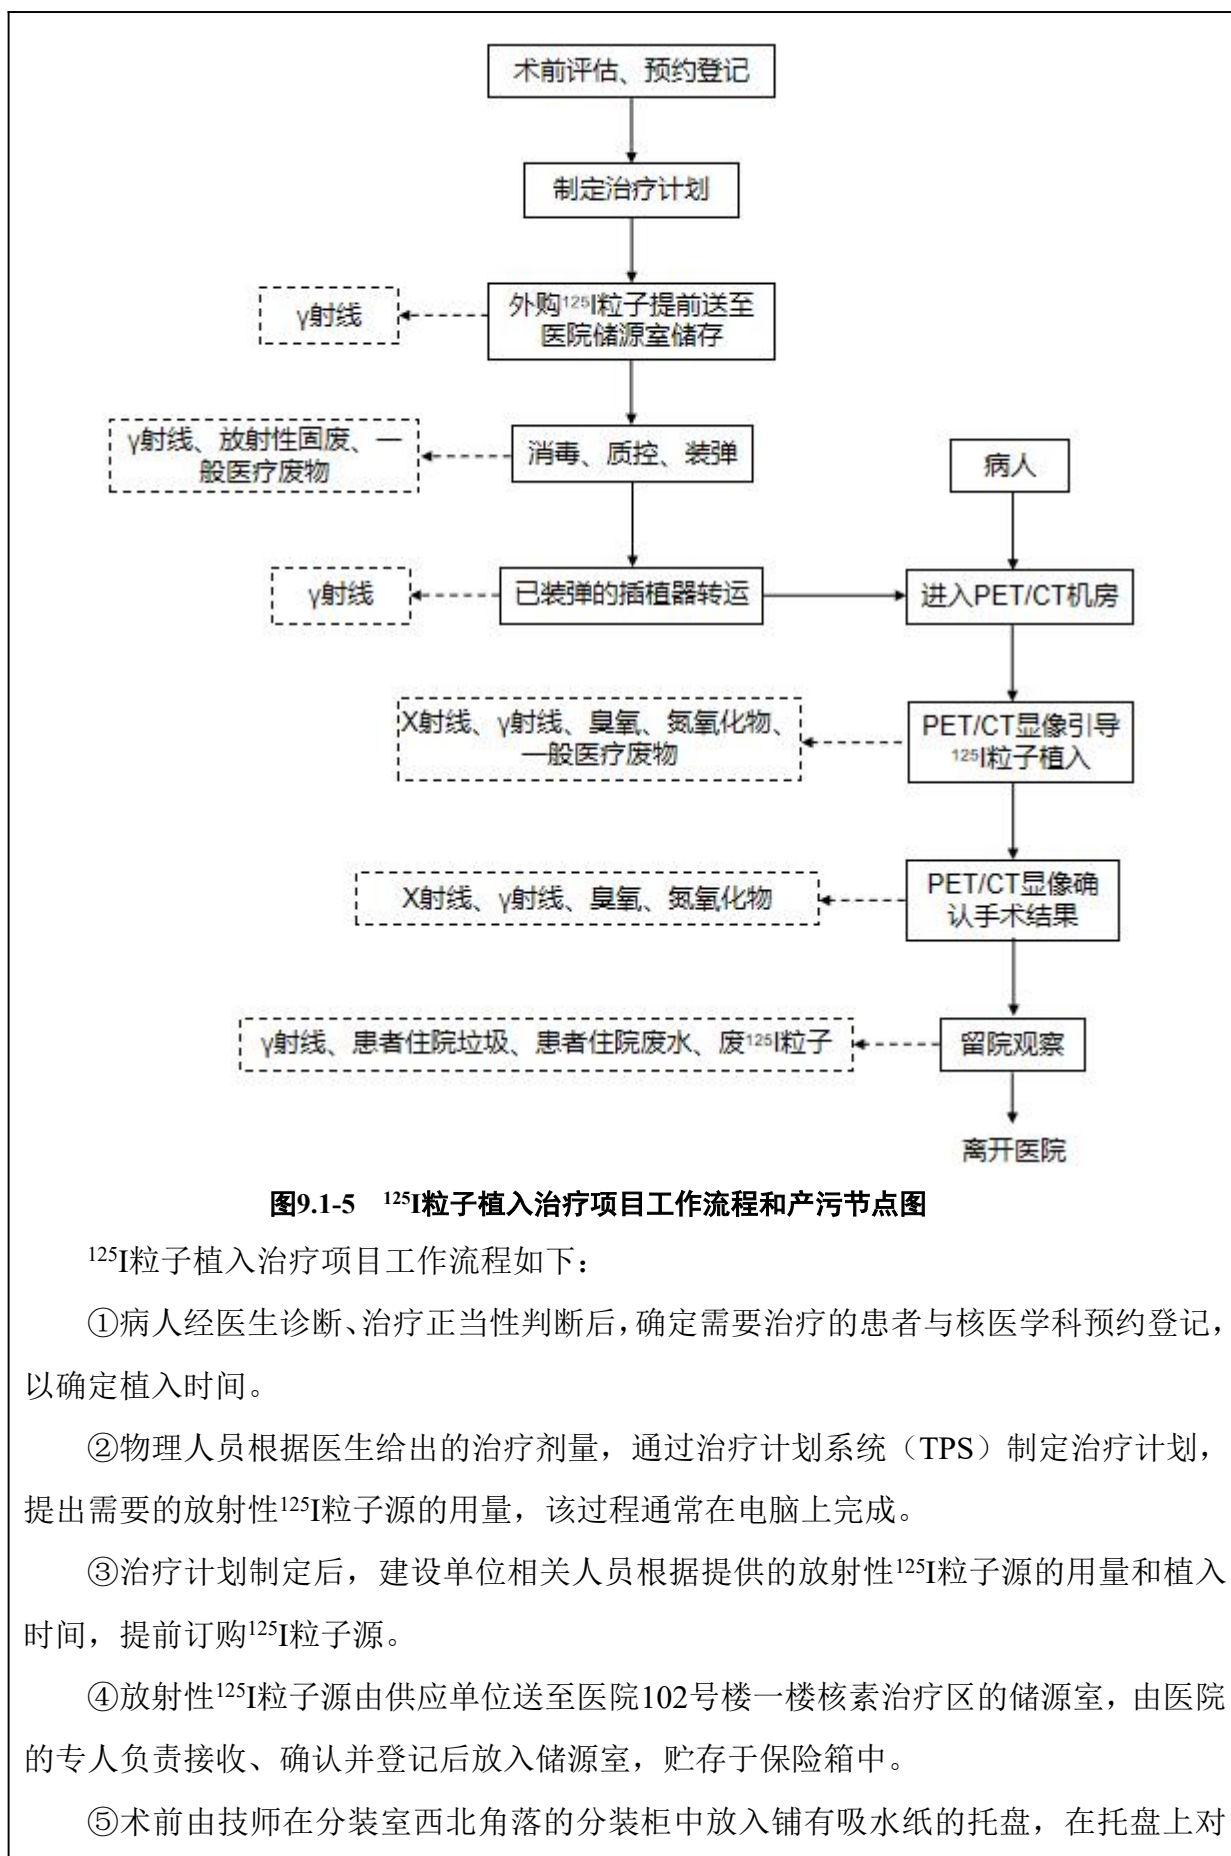 术前评估、预约登记
制定治疗计划
外购¹²⁵I粒子提前送至
医院储源室储存
γ射线
消毒、质控、装弹
γ射线、放射性固废、一
般医疗废物
病人
已装弹的插植器转运
γ射线
进入PET/CT机房
PET/CT显像引导
¹²⁵I粒子植入
X射线、γ射线、臭氧、氮氧化物、
一般医疗废物
PET/CT显像确
认手术结果
X射线、γ射线、臭氧、氮氧化物
留院观察
γ射线、患者住院垃圾、患者住院废水、废¹²⁵I粒子
离开医院
图9.1-5 ¹²⁵I粒子植入治疗项目工作流程和产污节点图
¹²⁵I粒子植入治疗项目工作流程如下：
①病人经医生诊断、治疗正当性判断后，确定需要治疗的患者与核医学科预约登记，
以确定植入时间。
②物理人员根据医生给出的治疗剂量，通过治疗计划系统（TPS）制定治疗计划，
提出需要的放射性¹²⁵I粒子源的用量，该过程通常在电脑上完成。
③治疗计划制定后，建设单位相关人员根据提供的放射性¹²⁵I粒子源的用量和植入
时间，提前订购¹²⁵I粒子源。
④放射性¹²⁵I粒子源由供应单位送至医院102号楼一楼核素治疗区的储源室，由医院
的专人负责接收、确认并登记后放入储源室，贮存于保险箱中。
⑤术前由技师在分装室西北角落的分装柜中放入铺有吸水纸的托盘，在托盘上对